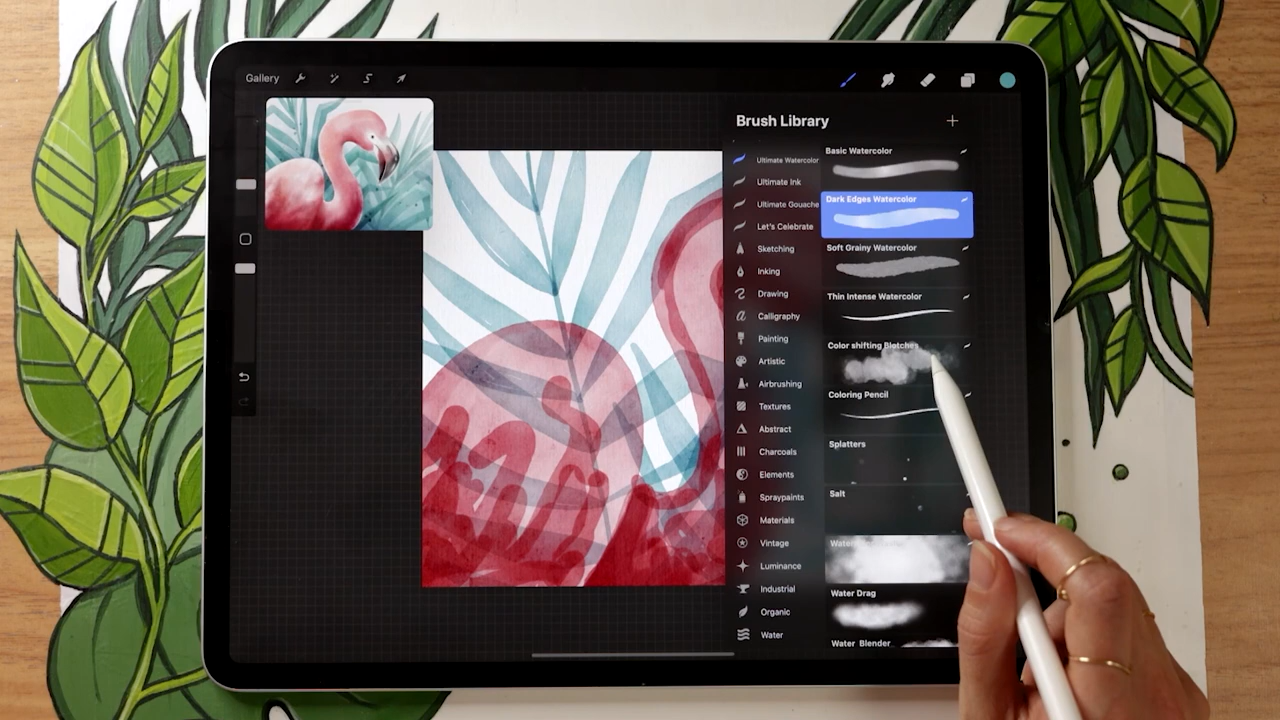 Gallery
Brush Library
Ultimate Watercolor
Ultimate Ink
Ultimate Gouache
Let's Celebrate
Sketching
Inking
Drawing
Calligraphy
Painting
Artistic
Airbrushing
Textures
Abstract
Charcoals
Elements
Spraypaints
Materials
Vintage
Luminance
Industrial
Organic
Water
Basic Watercolor
Dark Edges Watercolor
Soft Grainy Watercolor
Thin Intense Watercolor
Color shifting Blotches
Coloring Pencil
Splatters
Salt
Water Drag
Water Blender